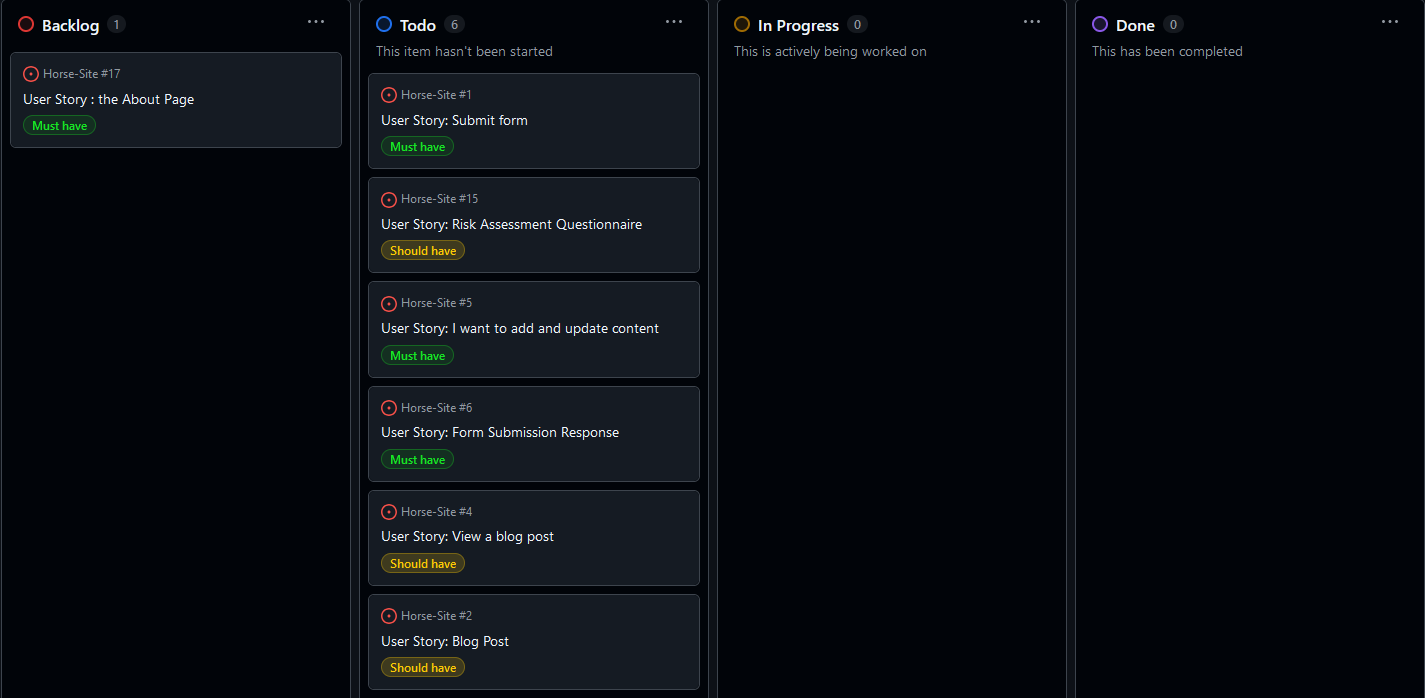 Backlog 1
Horse-Site #17
User Story : the About Page
Must have
Todo 6
This item hasn't been started
Horse-Site #1
User Story: Submit form
Must have
Horse-Site #15
User Story: Risk Assessment Questionnaire
Should have
Horse-Site #5
User Story: I want to add and update content
Must have
Horse-Site #6
User Story: Form Submission Response
Must have
Horse-Site #4
User Story: View a blog post
Should have
Horse-Site #2
User Story: Blog Post
Should have
In Progress 0
This is actively being worked on
Done 0
This has been completed